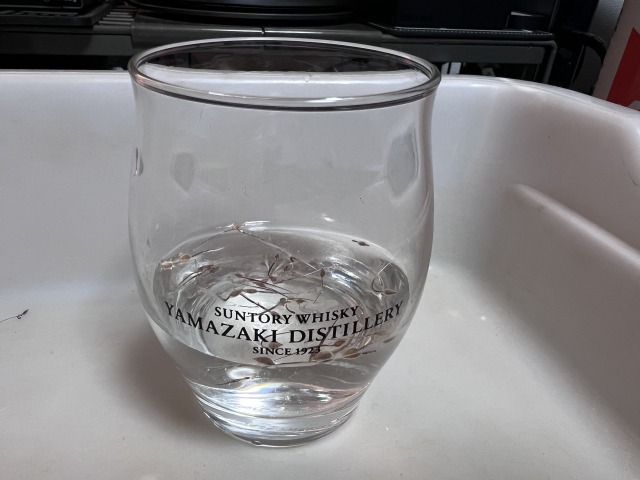 SUNTORY WHISKY
YAMAZAKI DISTILLERY
SINCE 1923